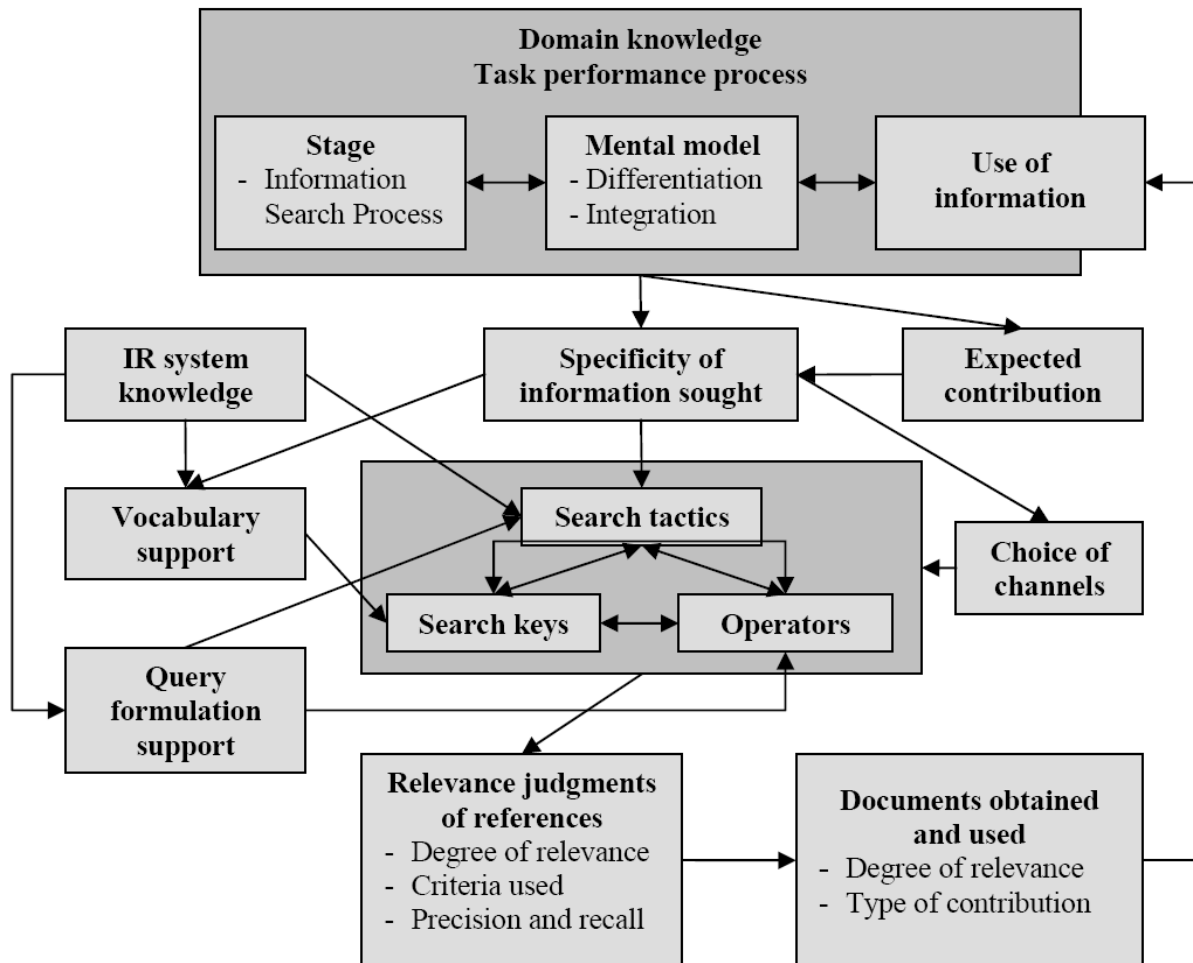 Domain knowledge
Task performance process
Stage
- Information
Search Process
Mental model
- Differentiation
- Integration
Use of
information
IR system
knowledge
Specificity of
information sought
Expected
contribution
Vocabulary
support
Search tactics
Choice of
channels
Search keys
Operators
Query
formulation
support
Relevance judgments
of references
- Degree of relevance
- Criteria used
- Precision and recall
Documents obtained
and used
- Degree of relevance
- Type of contribution